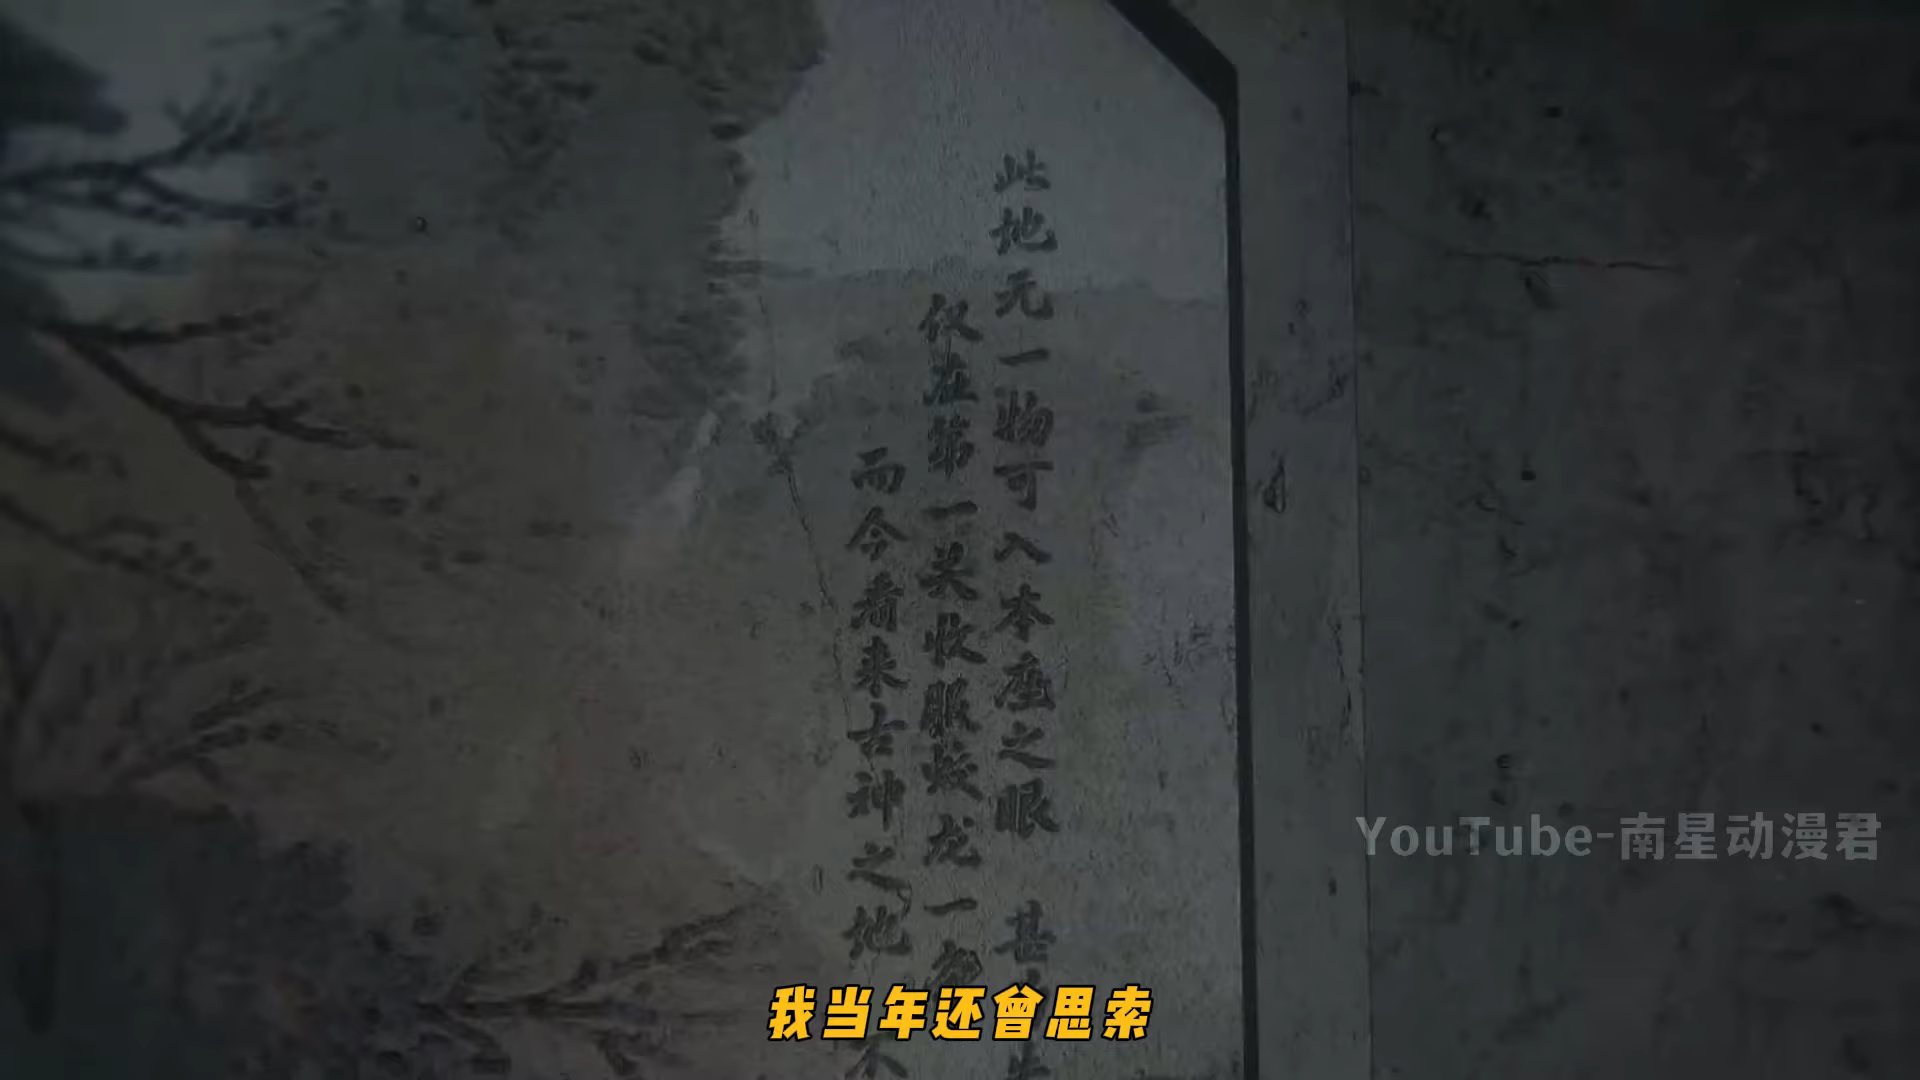 此地无一物可入本座之眼 甚
仅在第一关收服蛟龙一
而今看来古神之地
YouTube-南星动漫君
我当年还曾思索